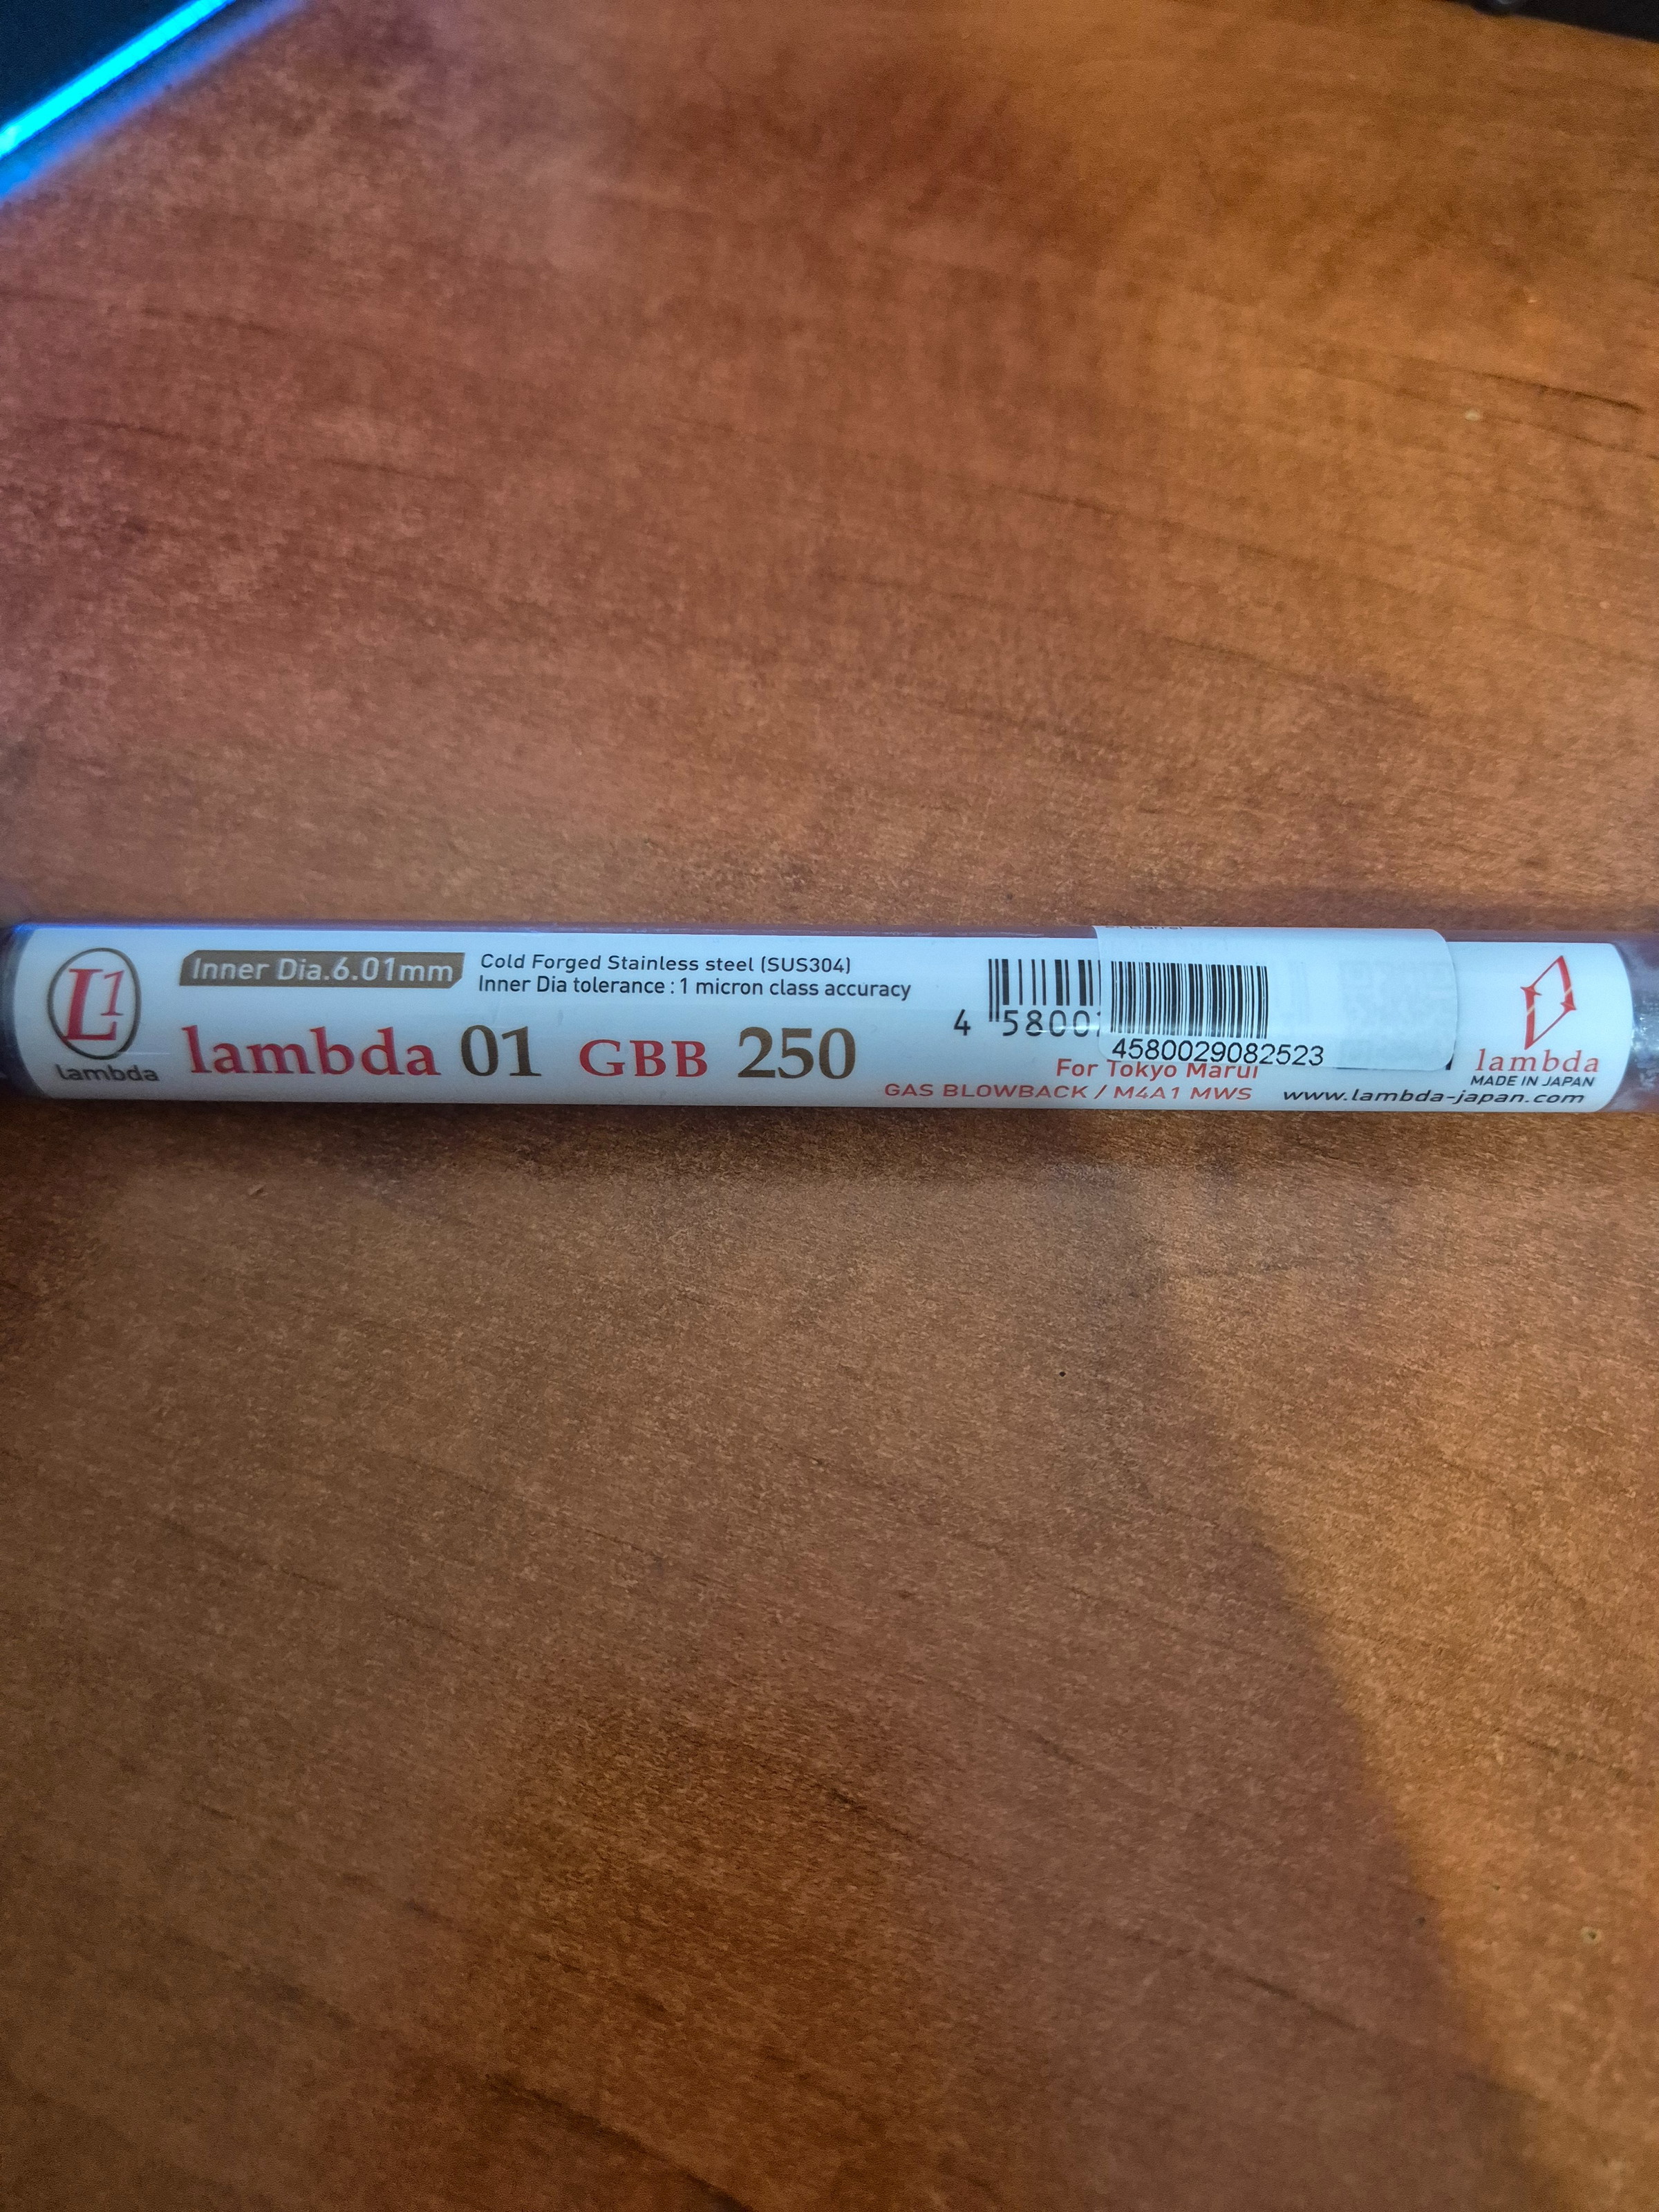 L1
lambda
Inner Dia.6.01mm
Cold Forged Stainless steel (SUS304)
Inner Dia tolerance : 1 micron class accuracy
lambda 01 GBB 250
4 5800
4580029082523
For Tokyo Marui
GAS BLOWBACK / M4A1 MWS
lambda
MADE IN JAPAN
www.lambda-japan.com